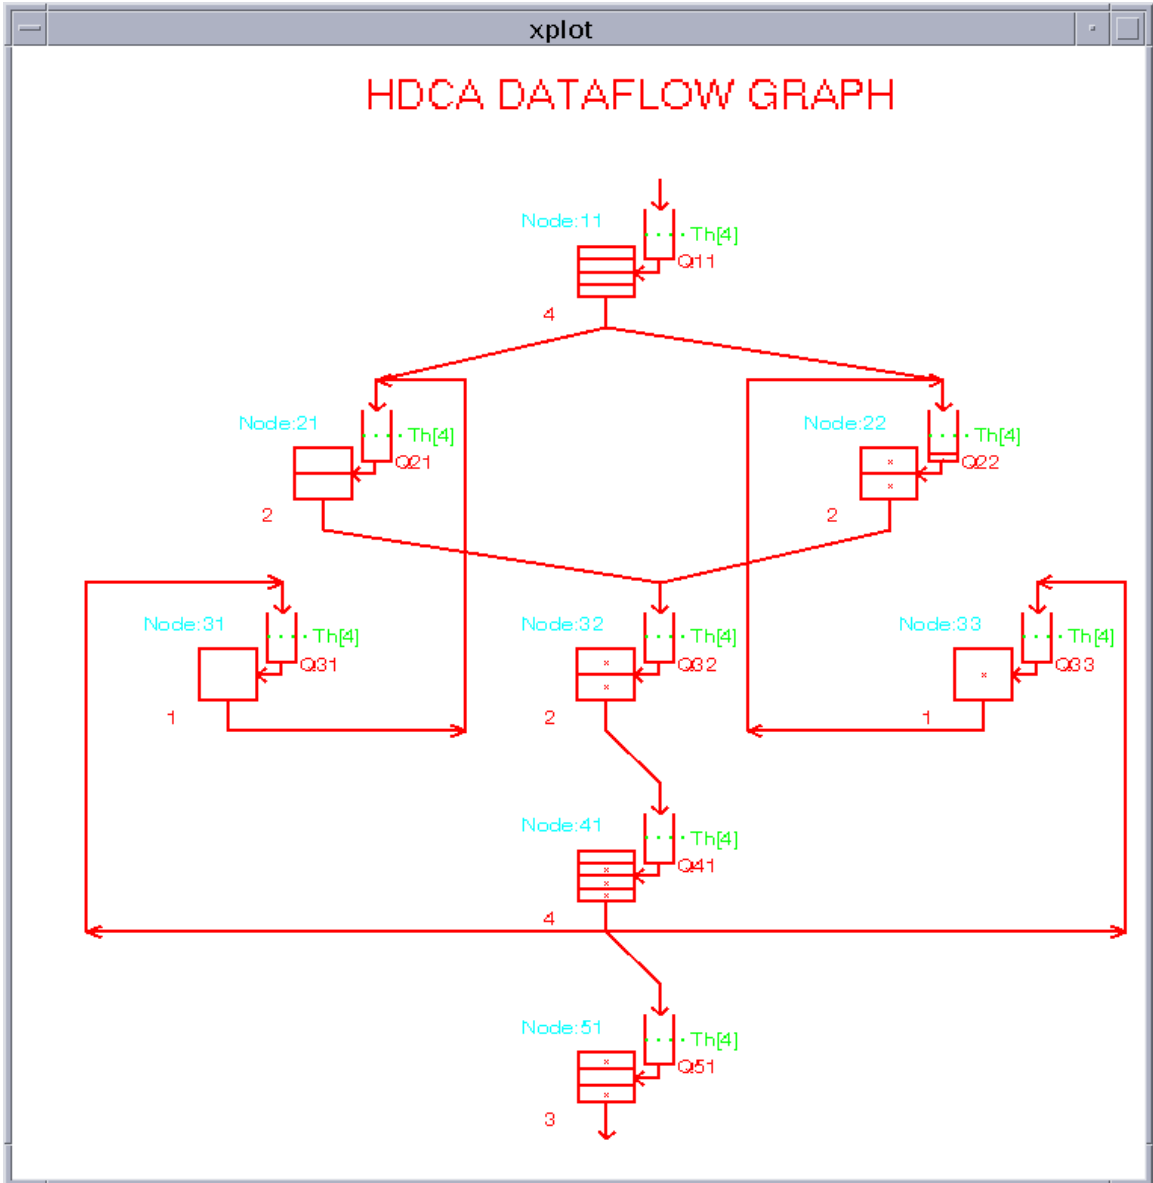 xplot
HDCA DATAFLOW GRAPH
Node:11
Th[4]
Q11
4
Node:21
Th[4]
Q21
2
Node:22
Th[4]
Q22
2
Node:31
Th[4]
Q31
1
Node:32
Th[4]
Q32
2
Node:33
Th[4]
Q33
1
Node:41
Th[4]
Q41
4
Node:51
Th[4]
Q51
3